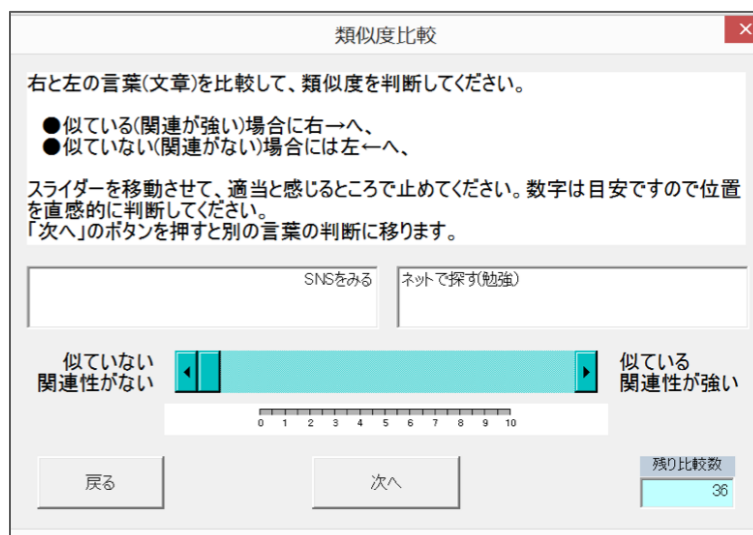 類似度比較
右と左の言葉(文章)を比較して、類似度を判断してください。
●似ている(関連が強い)場合に右→へ、
●似ていない(関連がない)場合には左←へ、
スライダーを移動させて、適当と感じるところで止めてください。数字は目安ですので位置
を直感的に判断してください。
「次へ」のボタンを押すと別の言葉の判断に移ります。
SNSをみる
ネットで探す(勉強)
似ていない
関連性がない
似ている
関連性が強い
0 1 2 3 4 5 6 7 8 9 10
戻る
次へ
残り比較数
36